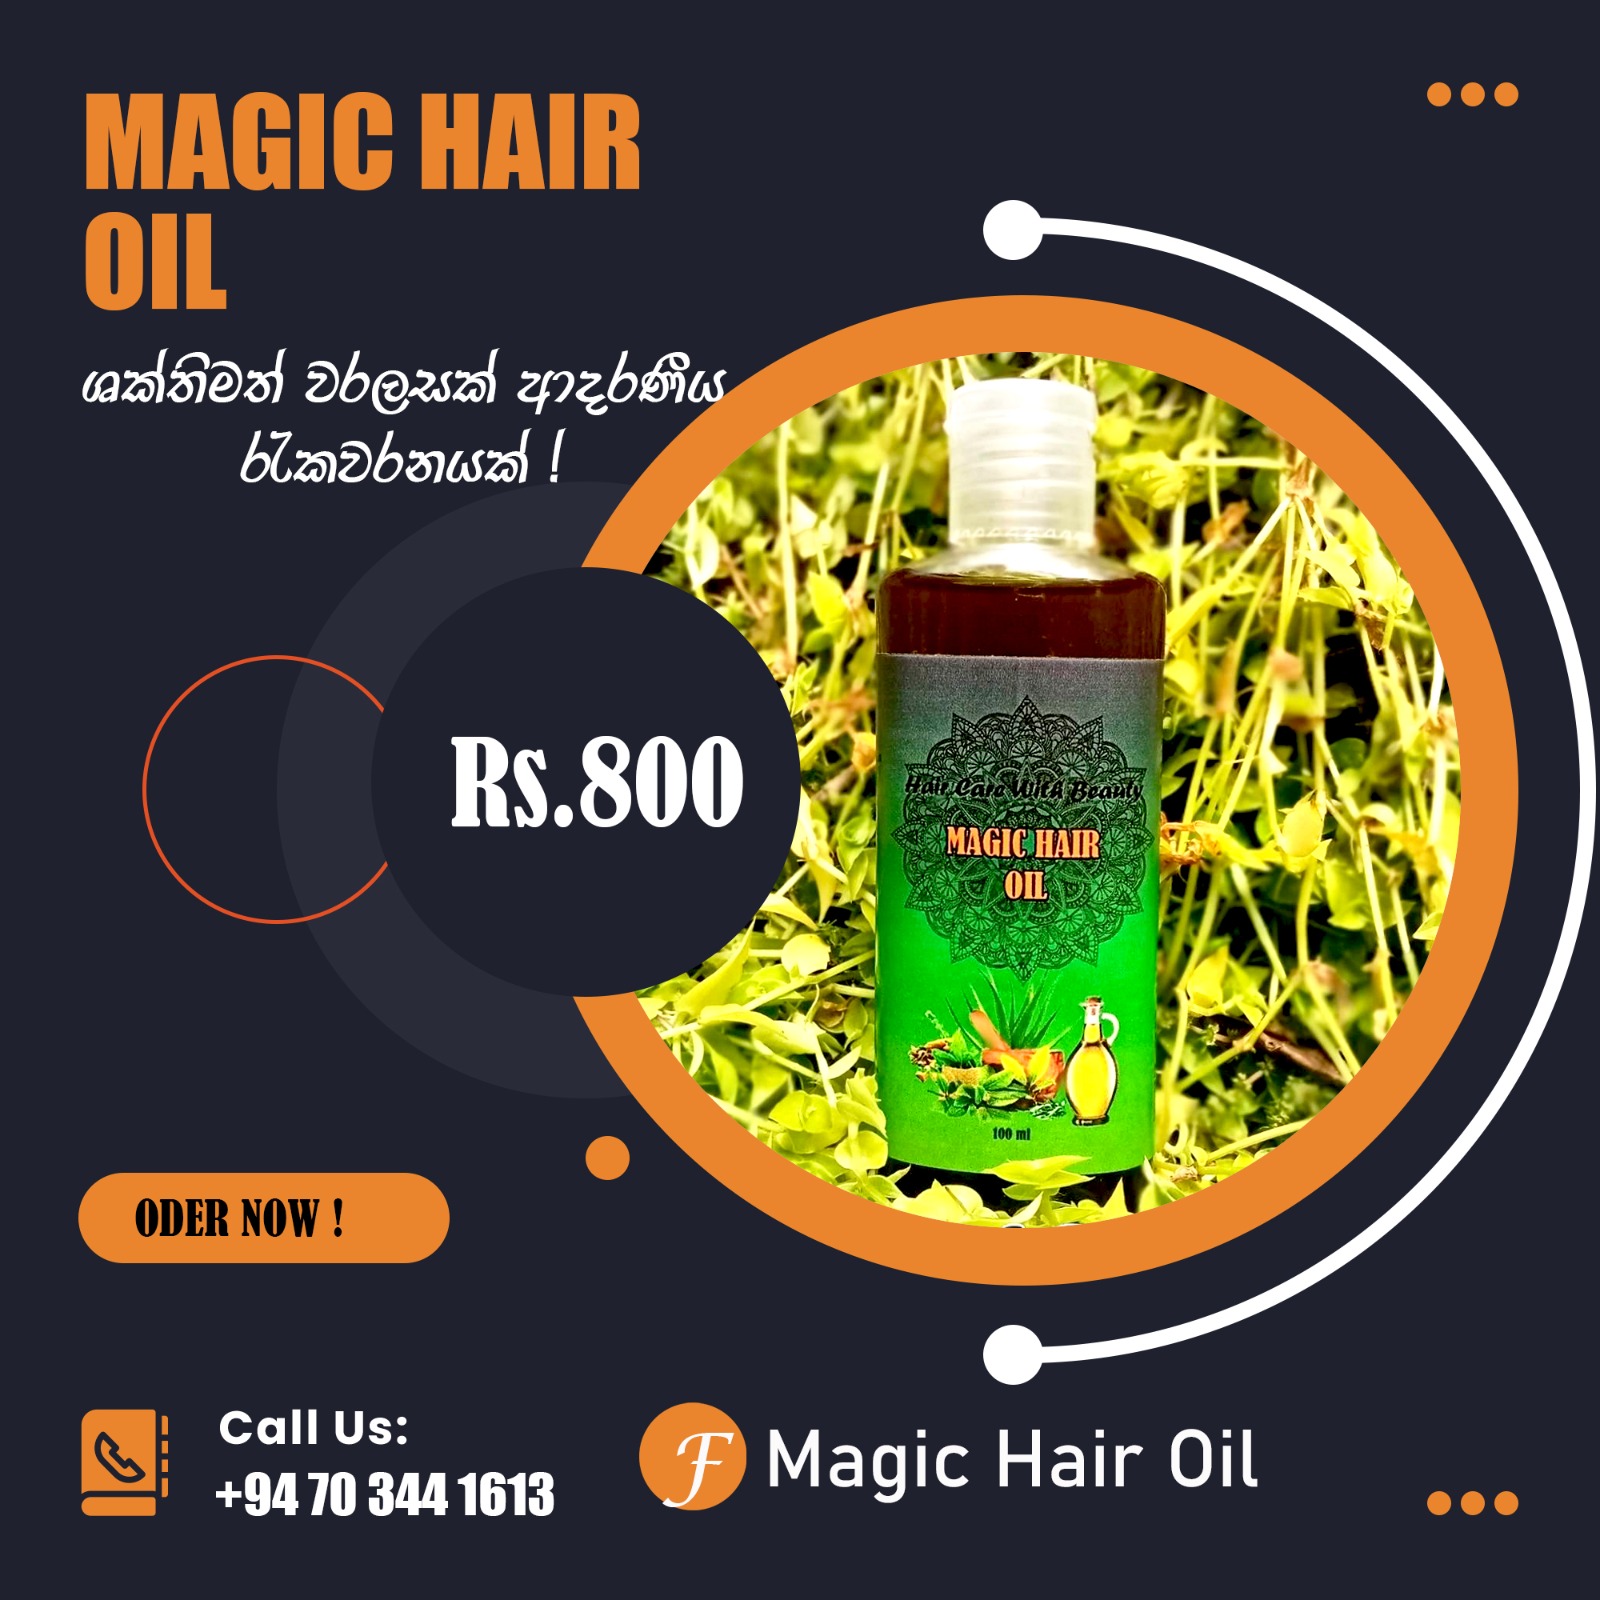 MAGIC HAIR
OIL
ශක්තිමත් වරලසක් ආදරණීය
රැකවරනයක් !
Rs.800
Hair Care With Beauty
MAGIC HAIR
OIL
100 ml
ODER NOW !
Call Us:
+94 70 344 1613
F Magic Hair Oil